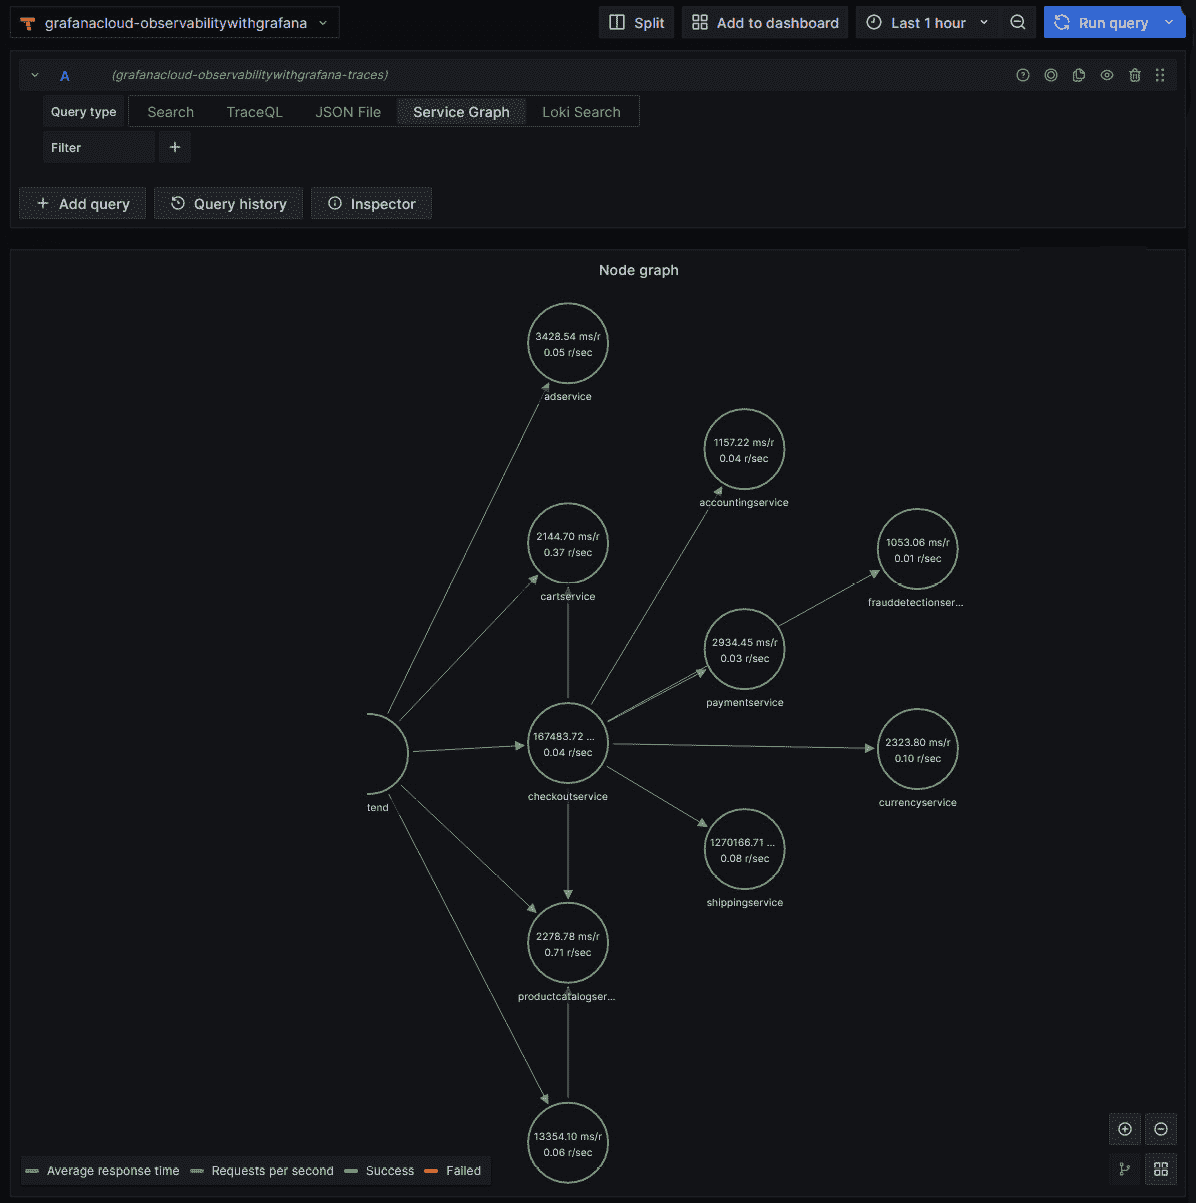 grafanacloud-observabilitywithgrafana
Split
Add to dashboard
Last 1 hour
Run query
A
(grafanacloud-observabilitywithgrafana-traces)
Query type
Search
TraceQL
JSON File
Service Graph
Loki Search
Filter
+
+ Add query
Query history
Inspector
Node graph
3428.54 ms/r
0.05 r/sec
adservice
1157.22 ms/r
0.04 r/sec
accountingservice
2144.70 ms/r
0.37 r/sec
cartservice
1053.06 ms/r
0.01 r/sec
frauddetectionser...
2934.45 ms/r
0.03 r/sec
paymentservice
tend
167483.72 ...
0.04 r/sec
checkoutservice
2323.80 ms/r
0.10 r/sec
currencyservice
1270166.71 ...
0.08 r/sec
shippingservice
2278.78 ms/r
0.71 r/sec
productcatalogser...
13354.10 ms/r
0.06 r/sec
Average response time
Requests per second
Success
Failed